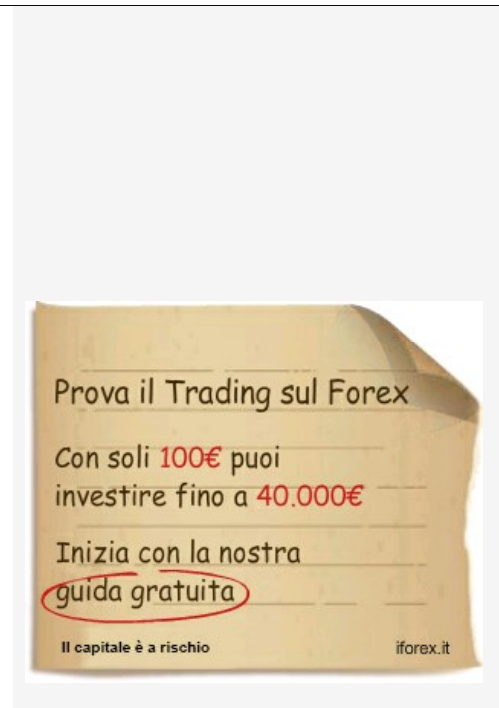 Prova il Trading sul Forex
Con soli 100€ puoi
investire fino a 40.000€
Inizia con la nostra
guida gratuita
Il capitale è a rischio
iforex.it